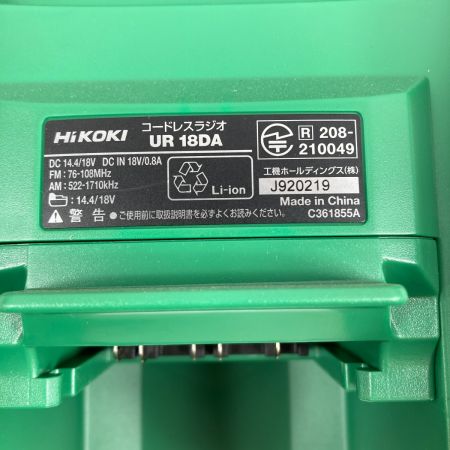 HiKOKI コードレスラジオ
UR 18DA
DC 14.4/18V DC IN 18V/0.8A
FM : 76-108MHz
AM : 522-1710kHz
: 14.4/18V
Li-ion
警告 ●ご使用前に取扱説明書を必ずよくお読みください。
R 208-
210049
工機ホールディングス(株)
J920219
Made in China
C361855A